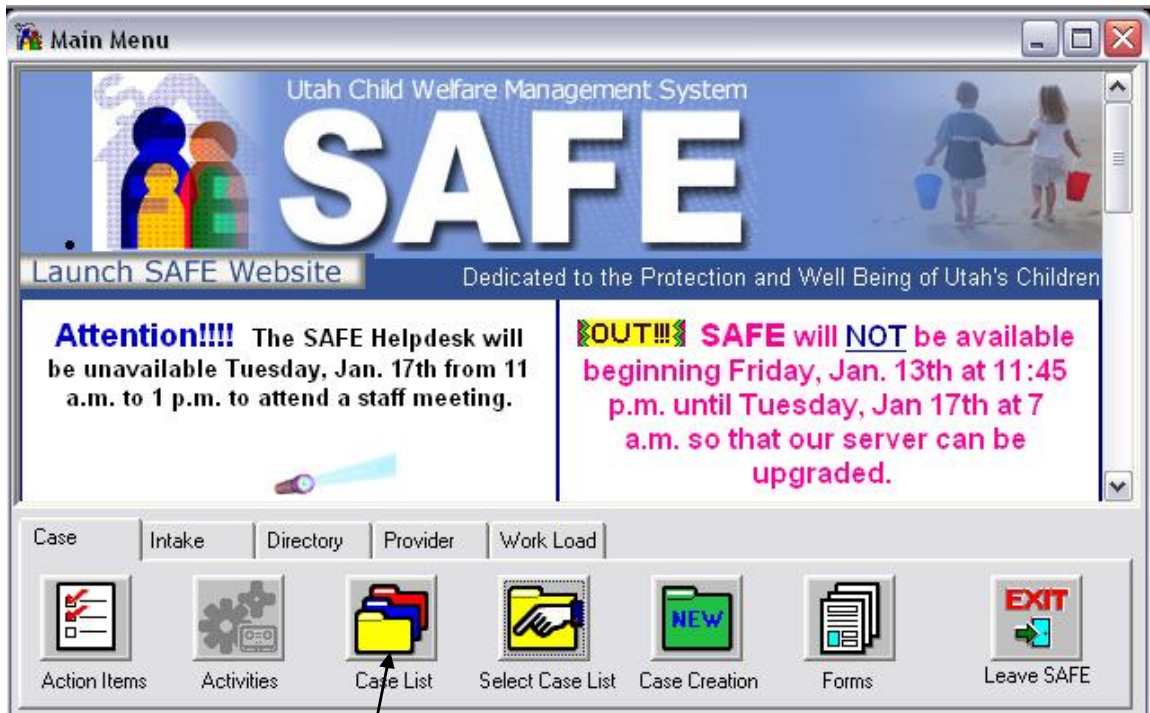 Main Menu
Utah Child Welfare Management System
SAFE
Launch SAFE Website
Dedicated to the Protection and Well Being of Utah's Children
Attention!!!! The SAFE Helpdesk will
be unavailable Tuesday, Jan. 17th from 11
a.m. to 1 p.m. to attend a staff meeting.
OUT!!! SAFE will NOT be available
beginning Friday, Jan. 13th at 11:45
p.m. until Tuesday, Jan 17th at 7
a.m. so that our server can be
upgraded.
Case Intake Directory Provider Work Load
NEW
EXIT
Action Items Activities Case List Select Case List Case Creation Forms Leave SAFE